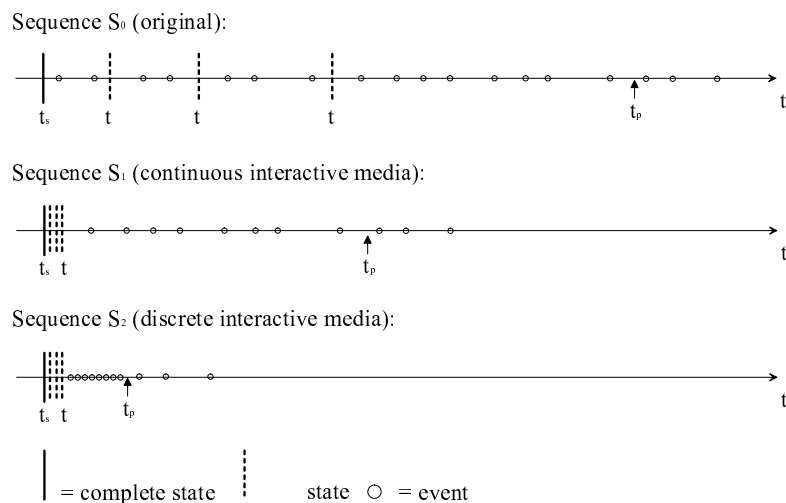 Sequence S0 (original):
ts t t t tp t
Sequence S1 (continuous interactive media):
ts t tp t
Sequence S2 (discrete interactive media):
ts t tp t
= complete state state = event